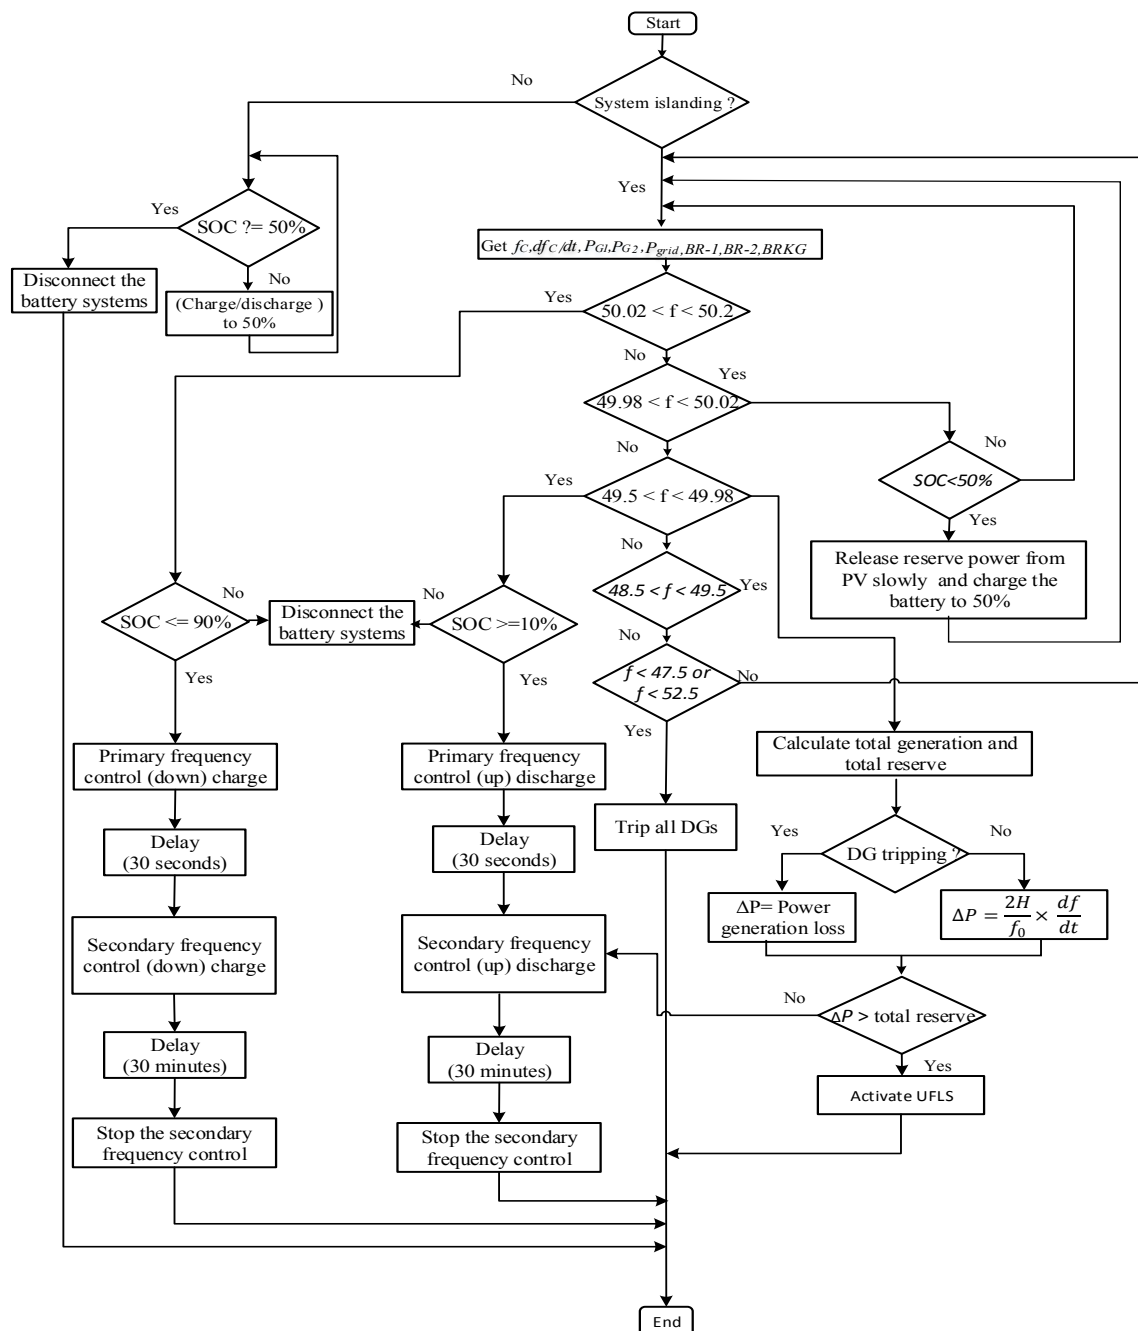 Start
No
System islanding ?
Yes
Yes
SOC ?= 50%
Get fC,dfC/dt,PG1,PG2,Pgrid,BR-1,BR-2,BRKG
Disconnect the
battery systems
No
(Charge/discharge )
to 50%
Yes
50.02 < f < 50.2
No
Yes
49.98 < f < 50.02
No
No
SOC<50%
Yes
49.5 < f < 49.98
Yes
No
Release reserve power from
PV slowly and charge the
battery to 50%
48.5 < f < 49.5
Yes
No
SOC <= 90%
No
Disconnect the
battery systems
No
SOC >=10%
f < 47.5 or
f < 52.5
No
Yes
Yes
Yes
Primary frequency
control (down) charge
Primary frequency
control (up) discharge
Calculate total generation and
total reserve
Trip all DGs
Delay
(30 seconds)
Delay
(30 seconds)
Yes
DG tripping ?
No
ΔP= Power
generation loss
ΔP = 2H/f0 × df/dt
Secondary frequency
control (down) charge
Secondary frequency
control (up) discharge
No
ΔP > total reserve
Yes
Delay
(30 minutes)
Delay
(30 minutes)
Activate UFLS
Stop the secondary
frequency control
Stop the secondary
frequency control
End